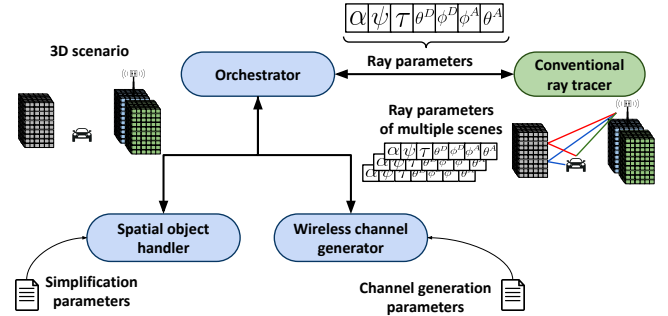 α ψ τ θ^D ϕ^D ϕ^A θ^A
3D scenario
Orchestrator
Ray parameters
Conventional
ray tracer
Ray parameters
of multiple scenes
α ψ τ θ^D ϕ^D ϕ^A θ^A
Spatial object
handler
Wireless channel
generator
Simplification
parameters
Channel generation
parameters